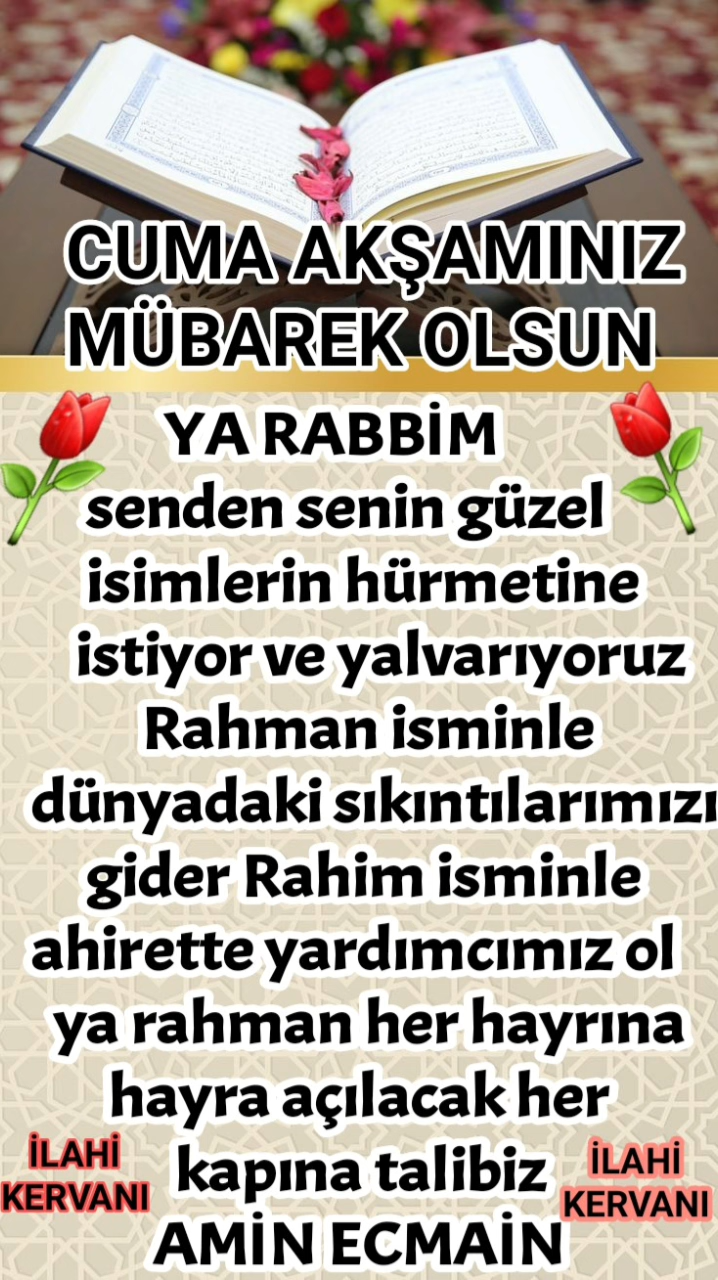 CUMA AKŞAMINIZ
MÜBAREK OLSUN
YA RABBİM
senden senin güzel
isimlerin hürmetine
istiyor ve yalvarıyoruz
Rahman isminle
dünyadaki sıkıntılarımızı
gider Rahim isminle
ahirette yardımcımız ol
ya rahman her hayrına
hayra açılacak her
kapına talibiz
AMİN ECMAİN
İLAHİ
KERVANI
İLAHİ
KERVANI